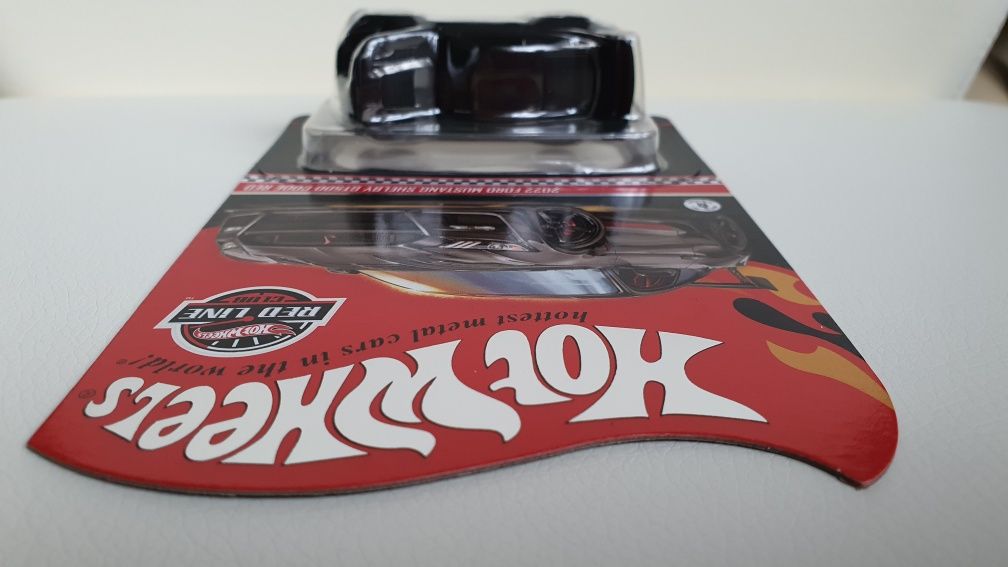 HOT WHEELS®
hottest metal cars in the world!®
HOT WHEELS
RED LINE
CLUB™
2022 FORD MUSTANG SHELBY GT500 CODE RED